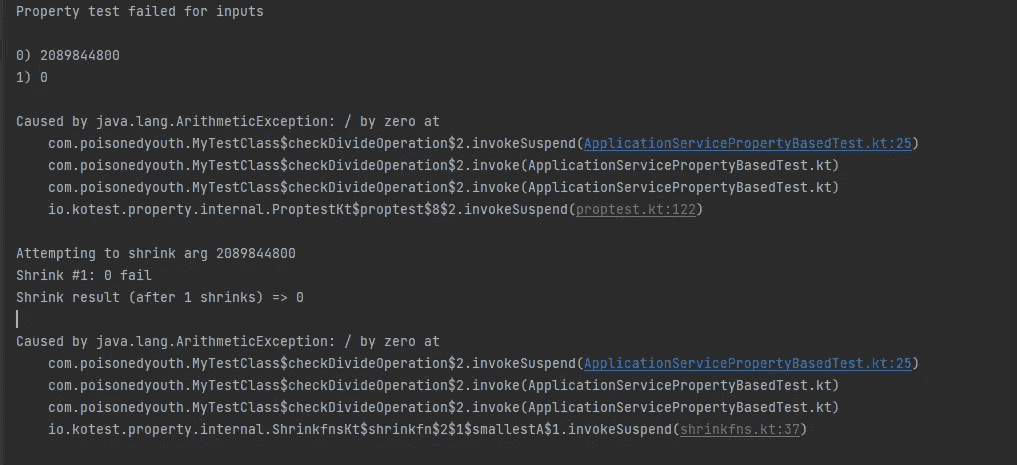 Property test failed for inputs
0) 2089844800
1) 0
Caused by java.lang.ArithmeticException: / by zero at
com.poisonedyouth.MyTestClass$checkDivideOperation$2.invokeSuspend(ApplicationServicePropertyBasedTest.kt:25)
com.poisonedyouth.MyTestClass$checkDivideOperation$2.invoke(ApplicationServicePropertyBasedTest.kt)
com.poisonedyouth.MyTestClass$checkDivideOperation$2.invoke(ApplicationServicePropertyBasedTest.kt)
io.kotest.property.internal.ProptestKt$proptest$8$2.invokeSuspend(proptest.kt:122)
Attempting to shrink arg 2089844800
Shrink #1: 0 fail
Shrink result (after 1 shrinks) => 0
Caused by java.lang.ArithmeticException: / by zero at
com.poisonedyouth.MyTestClass$checkDivideOperation$2.invokeSuspend(ApplicationServicePropertyBasedTest.kt:25)
com.poisonedyouth.MyTestClass$checkDivideOperation$2.invoke(ApplicationServicePropertyBasedTest.kt)
com.poisonedyouth.MyTestClass$checkDivideOperation$2.invoke(ApplicationServicePropertyBasedTest.kt)
io.kotest.property.internal.ShrinkfnsKt$shrinkfn$2$1$smallestA$1.invokeSuspend(shrinkfns.kt:37)